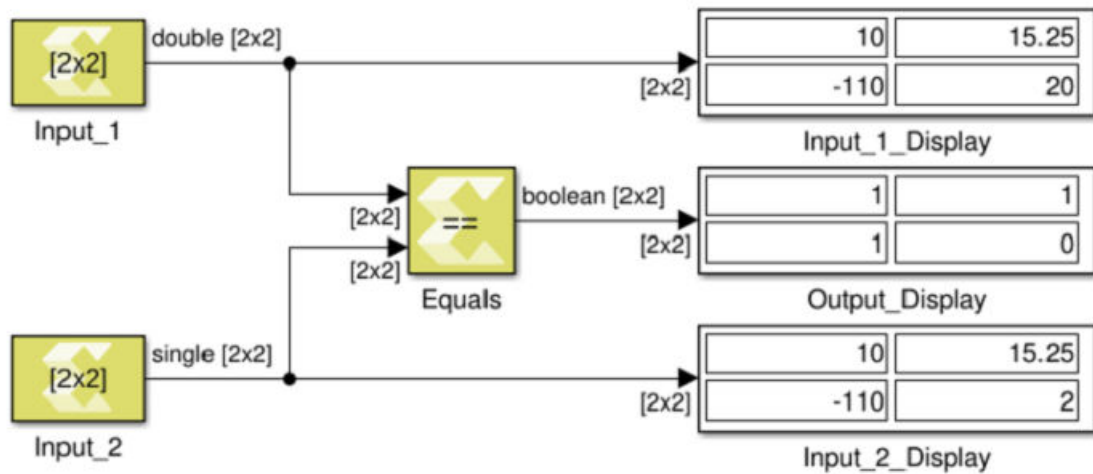 double [2x2]
[2x2]
Input_1
[2x2]
10 15.25
-110 20
Input_1_Display
[2x2]
[2x2]
==
Equals
boolean [2x2]
[2x2]
1 1
1 0
Output_Display
single [2x2]
[2x2]
Input_2
[2x2]
10 15.25
-110 2
Input_2_Display